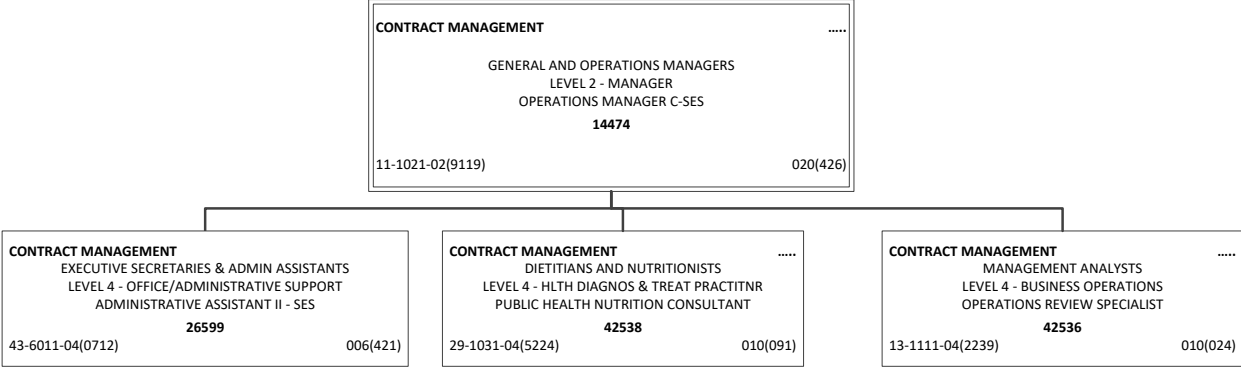 CONTRACT MANAGEMENT .....
GENERAL AND OPERATIONS MANAGERS
LEVEL 2 - MANAGER
OPERATIONS MANAGER C-SES
14474
11-1021-02(9119) 020(426)
CONTRACT MANAGEMENT
EXECUTIVE SECRETARIES & ADMIN ASSISTANTS
LEVEL 4 - OFFICE/ADMINISTRATIVE SUPPORT
ADMINISTRATIVE ASSISTANT II - SES
26599
43-6011-04(0712) 006(421)
CONTRACT MANAGEMENT .....
DIETITIANS AND NUTRITIONISTS
LEVEL 4 - HLTH DIAGNOS & TREAT PRACTITNR
PUBLIC HEALTH NUTRITION CONSULTANT
42538
29-1031-04(5224) 010(091)
CONTRACT MANAGEMENT .....
MANAGEMENT ANALYSTS
LEVEL 4 - BUSINESS OPERATIONS
OPERATIONS REVIEW SPECIALIST
42536
13-1111-04(2239) 010(024)